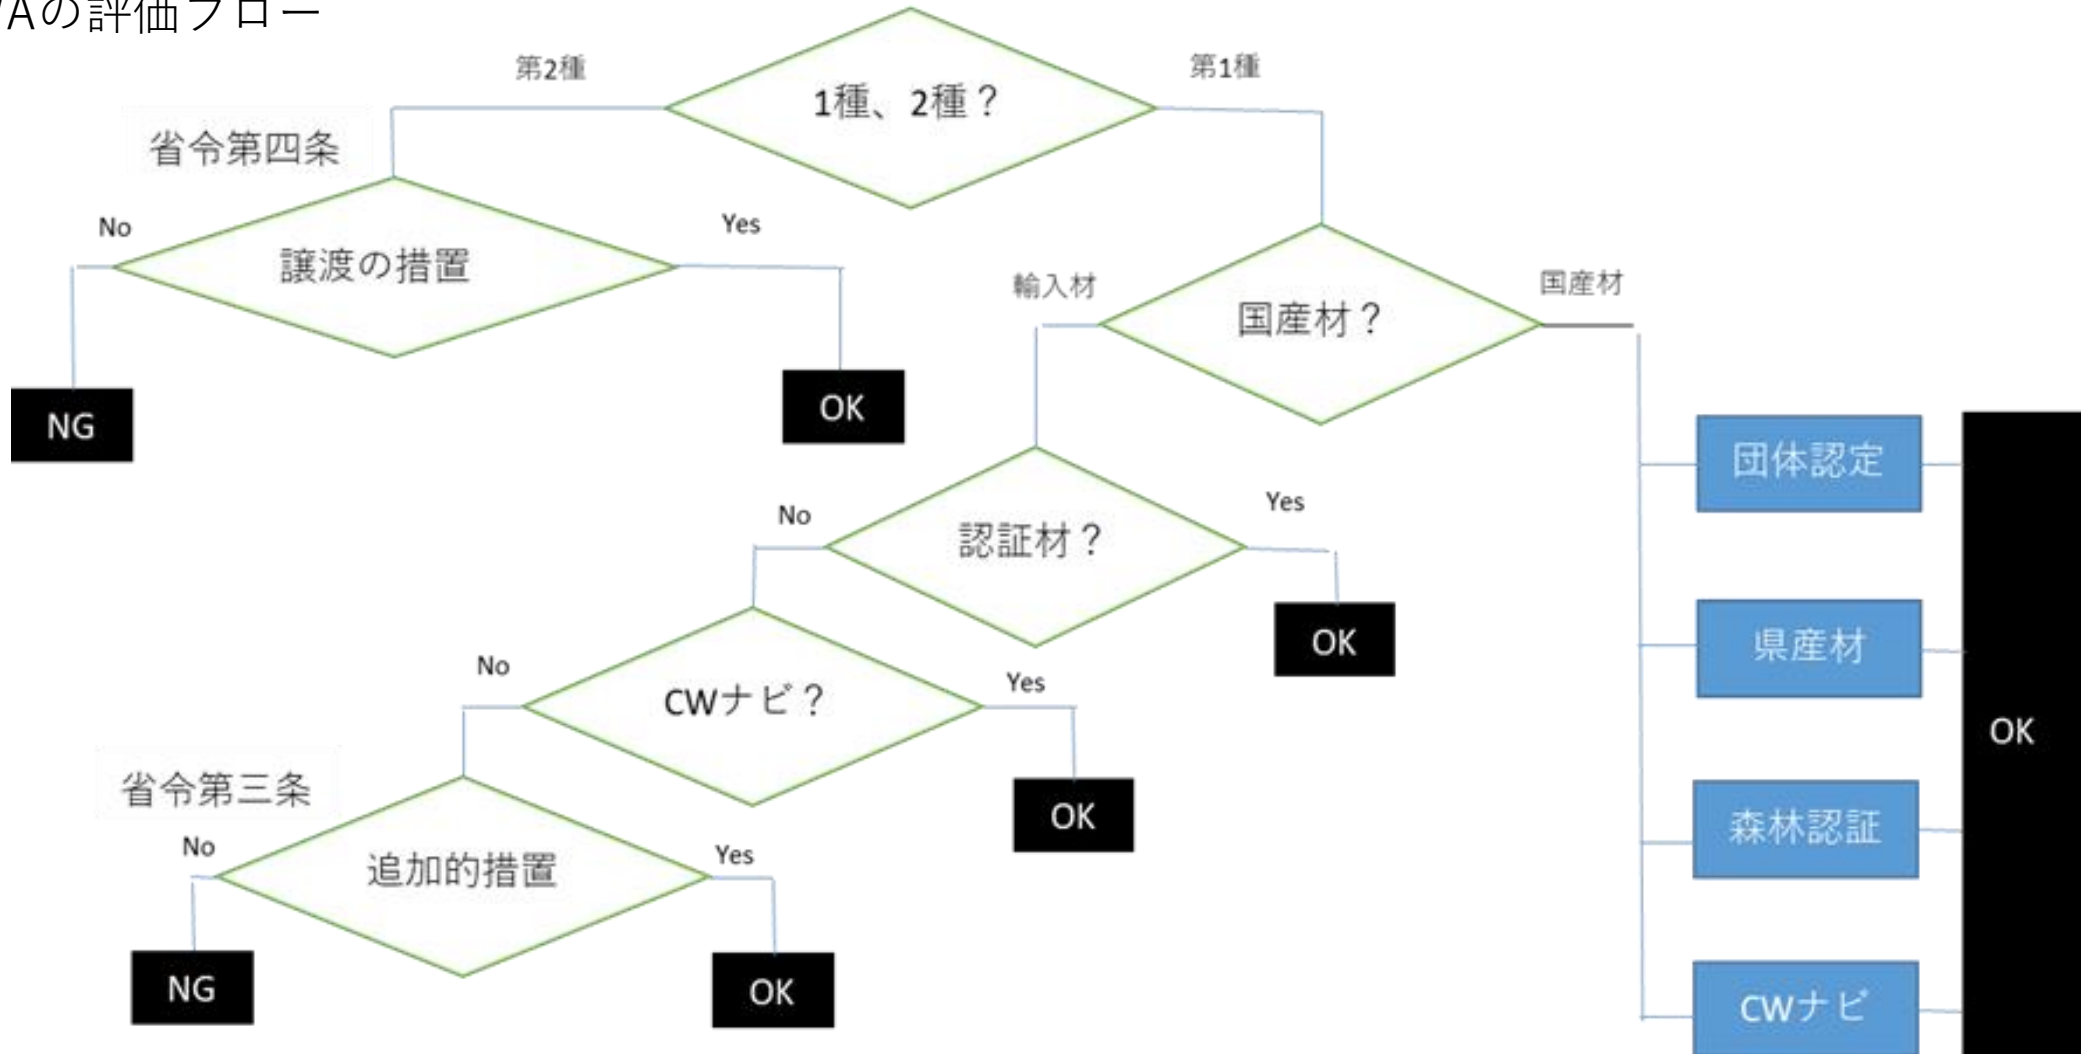 Aの評価フロー
第2種
第1種
1種、2種？
省令第四条
No
Yes
譲渡の措置
輸入材
国産材
国産材？
NG
OK
団体認定
No
Yes
認証材？
OK
県産材
No
Yes
CWナビ？
OK
OK
省令第三条
No
Yes
追加的措置
森林認証
NG
OK
CWナビ